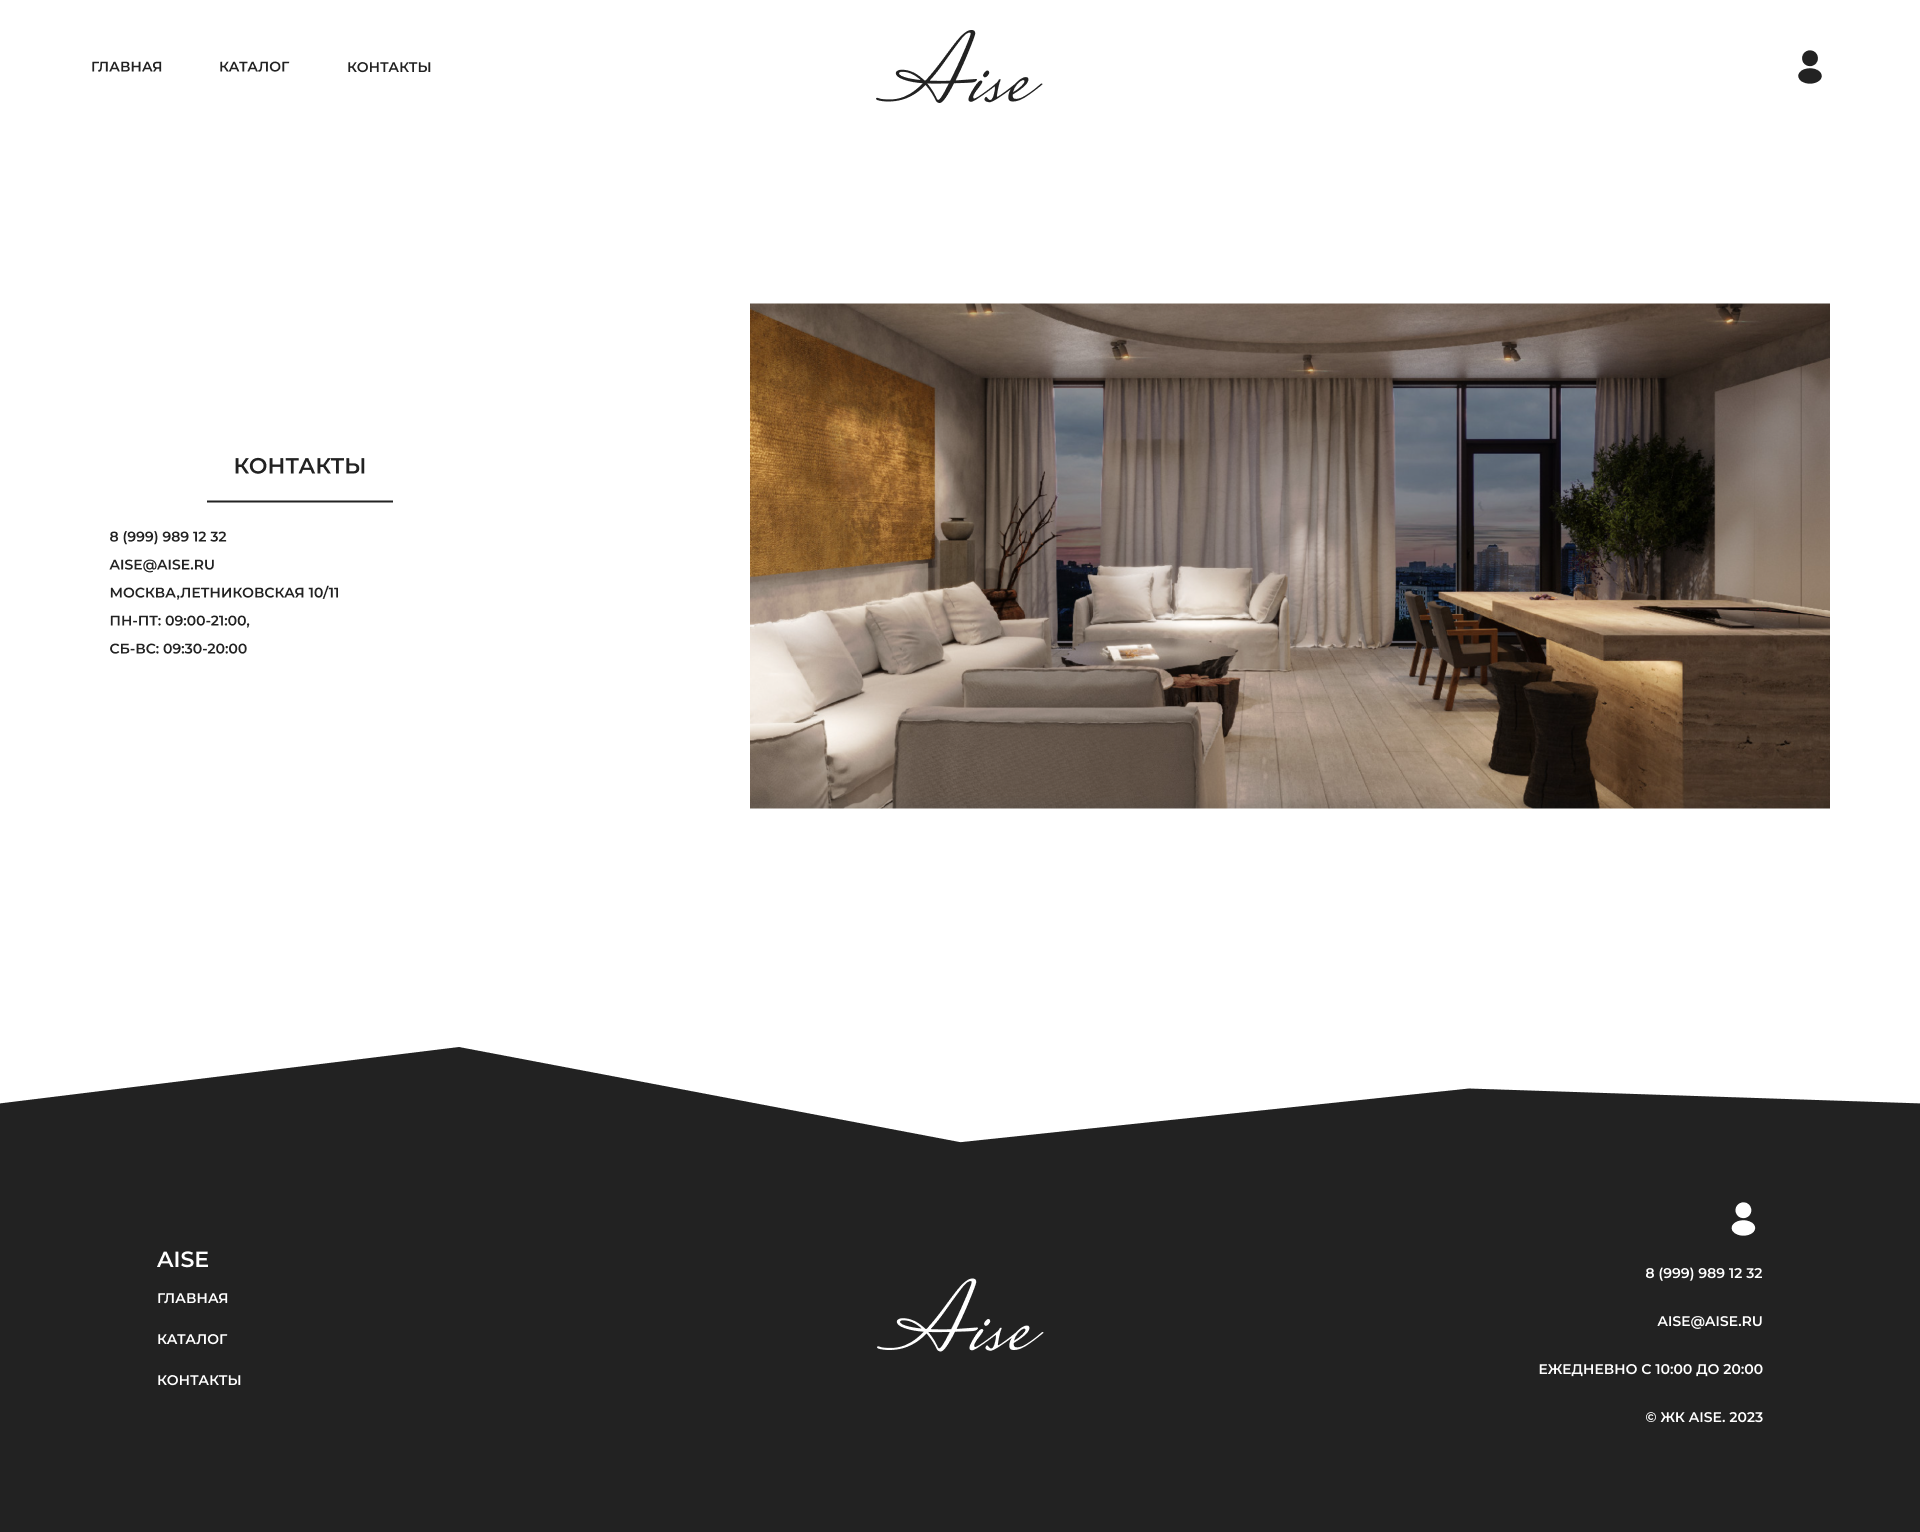 ГЛАВНАЯ
КАТАЛОГ
КОНТАКТЫ
Aise
КОНТАКТЫ
8 (999) 989 12 32
AISE@AISE.RU
МОСКВА,ЛЕТНИКОВСКАЯ 10/11
ПН-ПТ: 09:00-21:00,
СБ-ВС: 09:30-20:00
AISE
ГЛАВНАЯ
КАТАЛОГ
КОНТАКТЫ
Aise
8 (999) 989 12 32
AISE@AISE.RU
ЕЖЕДНЕВНО С 10:00 ДО 20:00
© ЖК AISE. 2023